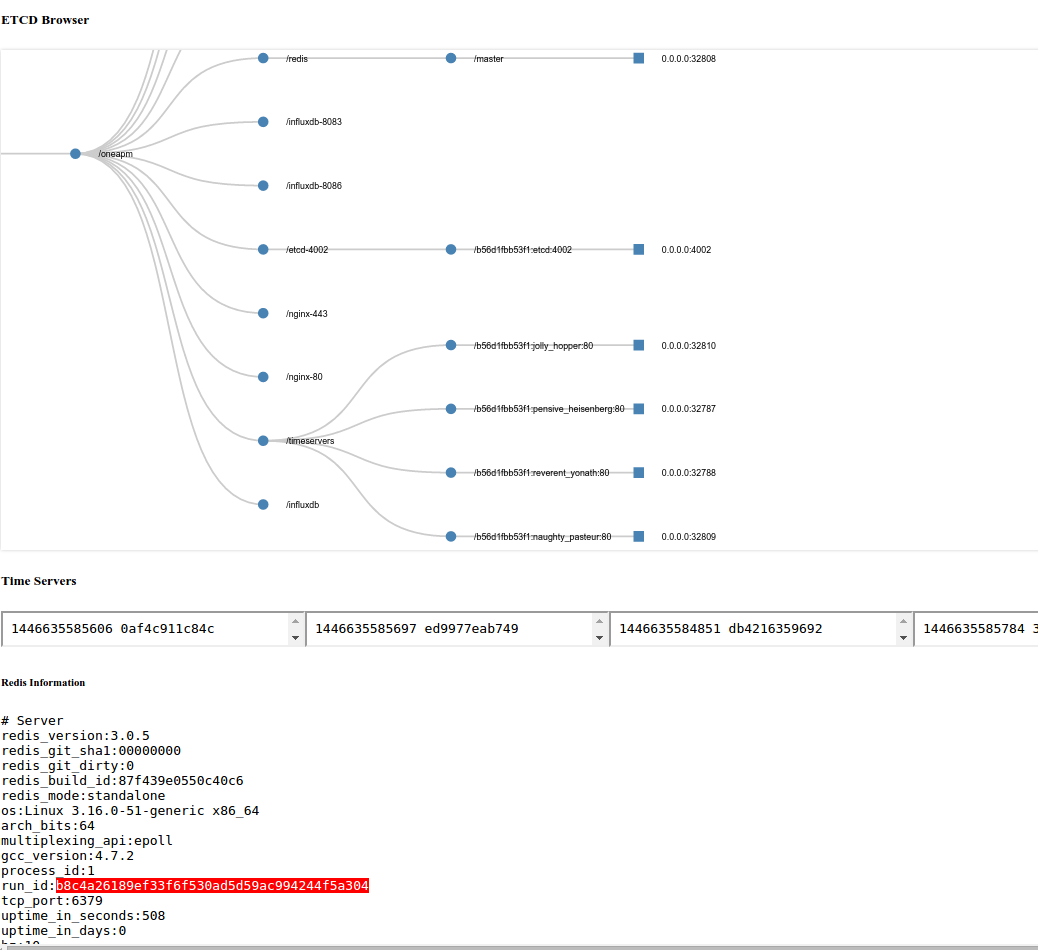 ETCD Browser
/redis /master 0.0.0.0:32808
/influxdb-8083
/oneapm
/influxdb-8086
/etcd-4002 /b56d1fbb53f1:etcd:4002 0.0.0.0:4002
/nginx-443
/b56d1fbb53f1:jolly_hopper:80 0.0.0.0:32810
/nginx-80
/b56d1fbb53f1:pensive_heisenberg:80 0.0.0.0:32787
/timeservers
/b56d1fbb53f1:reverent_yonath:80 0.0.0.0:32788
/influxdb
/b56d1fbb53f1:naughty_pasteur:80 0.0.0.0:32809
Time Servers
1446635585606 0af4c911c84c 1446635585697 ed9977eab749 1446635584851 db4216359692 1446635585784 3
Redis Information
# Server
redis_version:3.0.5
redis_git_sha1:00000000
redis_git_dirty:0
redis_build_id:87f439e0550c40c6
redis_mode:standalone
os:Linux 3.16.0-51-generic x86_64
arch_bits:64
multiplexing_api:epoll
gcc_version:4.7.2
process_id:1
run_id:b8c4a26189ef33f6f530ad5d59ac994244f5a304
tcp_port:6379
uptime_in_seconds:508
uptime_in_days:0